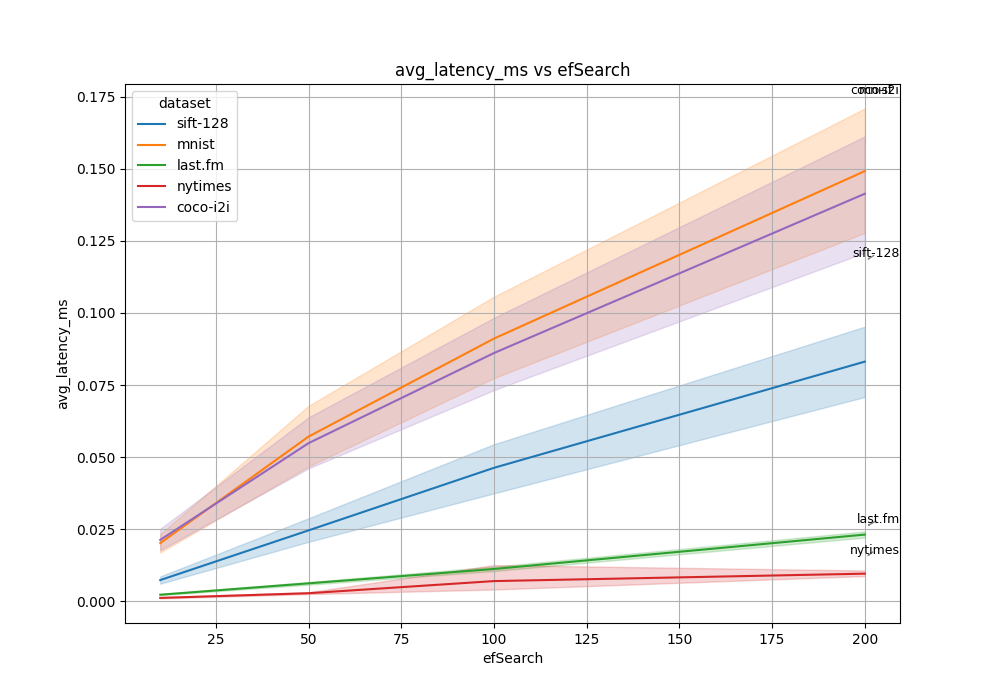 avg_latency_ms vs efSearch
dataset
sift-128
mnist
last.fm
nytimes
coco-i2i
avg_latency_ms
0.175
0.150
0.125
0.100
0.075
0.050
0.025
0.000
sift-128
last.fm
nytimes
25 50 75 100 125 150 175 200
efSearch